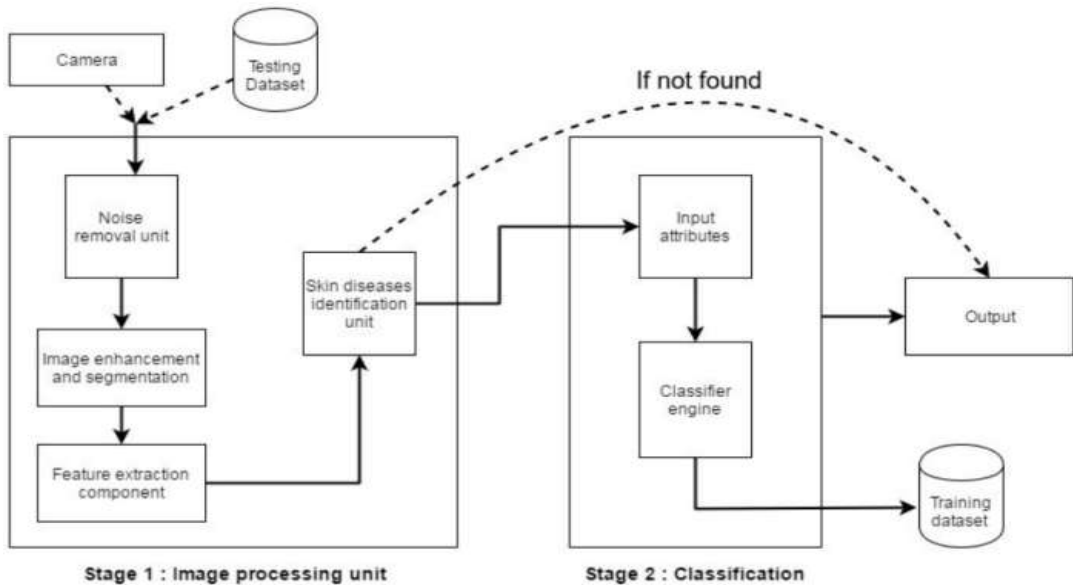 Camera
Testing
Dataset
If not found
Noise
removal unit
Input
attributes
Skin diseases
identification
unit
Output
Image enhancement
and segmentation
Classifier
engine
Feature extraction
component
Training
dataset
Stage 1 : Image processing unit
Stage 2 : Classification